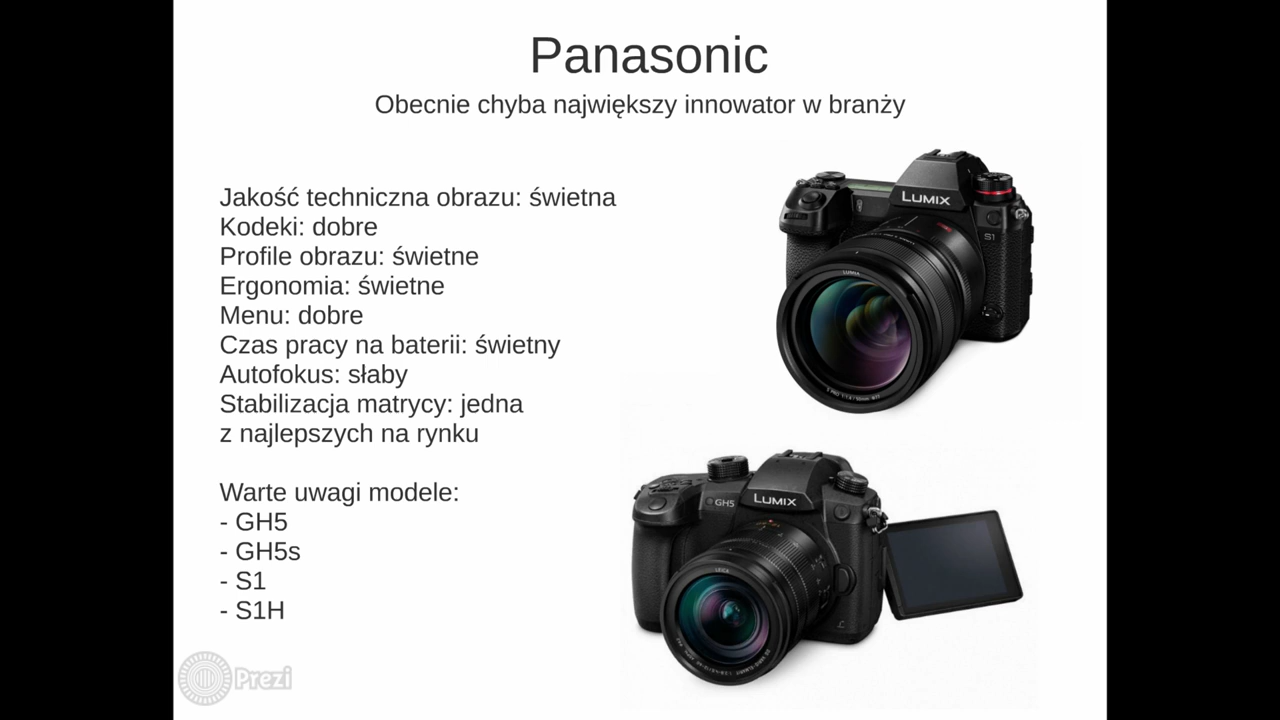 Panasonic
Obecnie chyba największy innowator w branży
Jakość techniczna obrazu: świetna
Kodeki: dobre
Profile obrazu: świetne
Ergonomia: świetne
Menu: dobre
Czas pracy na baterii: świetny
Autofokus: słaby
Stabilizacja matrycy: jedna
z najlepszych na rynku
Warte uwagi modele:
- GH5
- GH5s
- S1
- S1H
LUMIX
S1
LUMIX
GH5
LUMIX
LEICA
Prezi